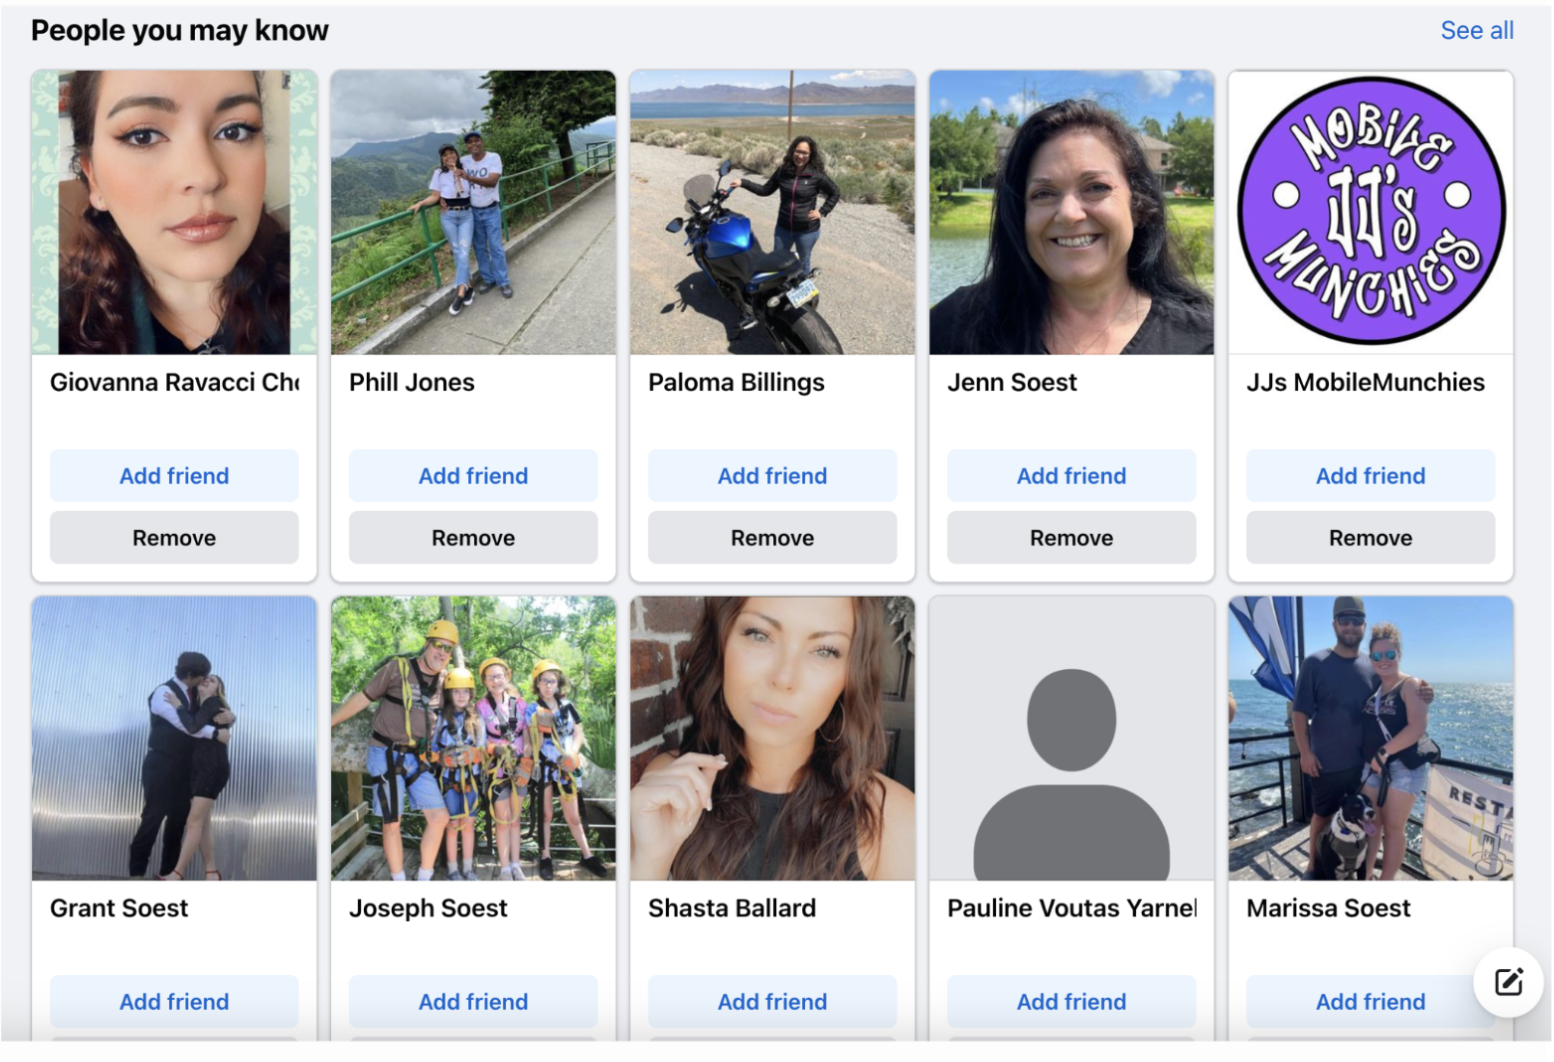 People you may know
See all
WO
MOBILE
JJ'S
MUNCHIES
Giovanna Ravacci Ch
Phill Jones
Paloma Billings
Jenn Soest
JJs MobileMunchies
Add friend
Add friend
Add friend
Add friend
Add friend
Remove
Remove
Remove
Remove
Remove
REST
Grant Soest
Joseph Soest
Shasta Ballard
Pauline Voutas Yarnel
Marissa Soest
Add friend
Add friend
Add friend
Add friend
Add friend